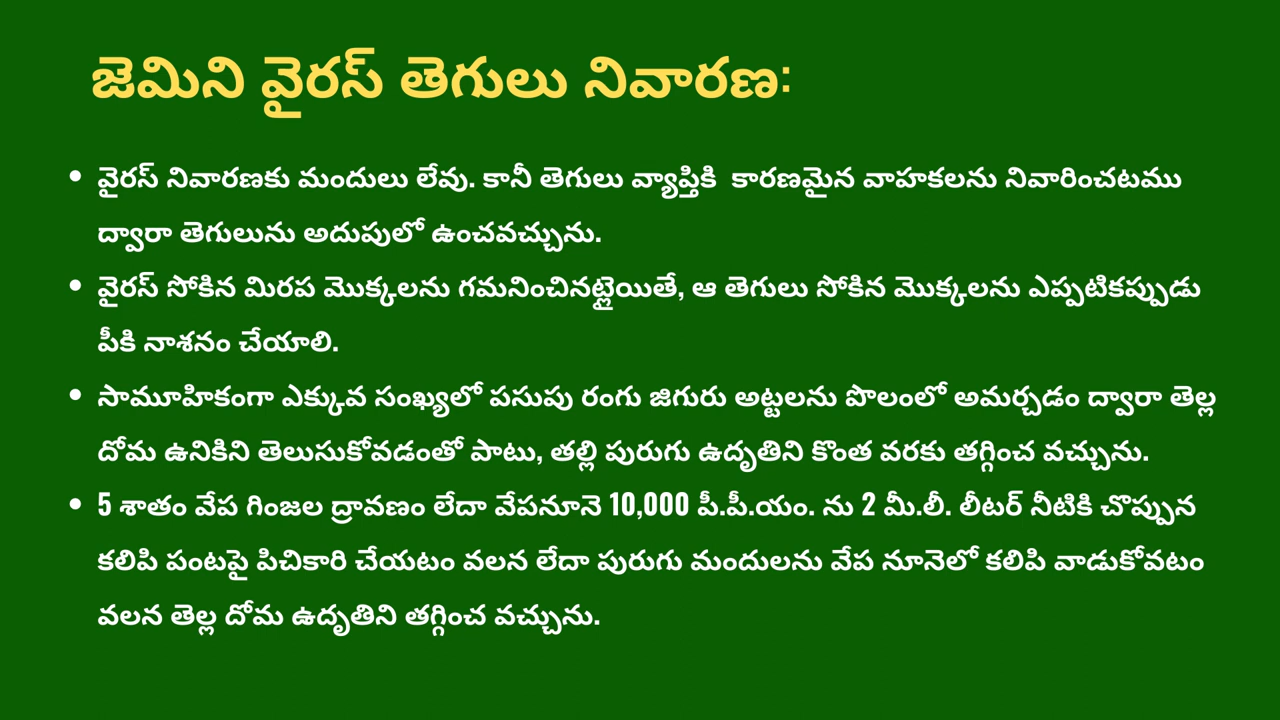 జెమిని వైరస్ తెగులు నివారణ:
• వైరస్ నివారణకు మందులు లేవు. కానీ తెగులు వ్యాప్తికి కారణమైన వాహకలను నివారించటము
ద్వారా తెగులును అదుపులో ఉంచవచ్చును.
• వైరస్ సోకిన మిరప మొక్కలను గమనించినట్లైయితే, ఆ తెగులు సోకిన మొక్కలను ఎప్పటికప్పుడు
పీకి నాశనం చేయాలి.
• సామూహికంగా ఎక్కువ సంఖ్యలో పసుపు రంగు జిగురు అట్టలను పొలంలో అమర్చడం ద్వారా తెల్ల
దోమ ఉనికిని తెలుసుకోవడంతో పాటు, తల్లి పురుగు ఉదృతిని కొంత వరకు తగ్గించ వచ్చును.
• 5 శాతం వేప గింజల ద్రావణం లేదా వేపనూనె 10,000 పీ.పీ.యం. ను 2 మీ.లీ. లీటర్ నీటికి చొప్పున
కలిపి పంటపై పిచికారి చేయటం వలన లేదా పురుగు మందులను వేప నూనెలో కలిపి వాడుకోవటం
వలన తెల్ల దోమ ఉదృతిని తగ్గించ వచ్చును.